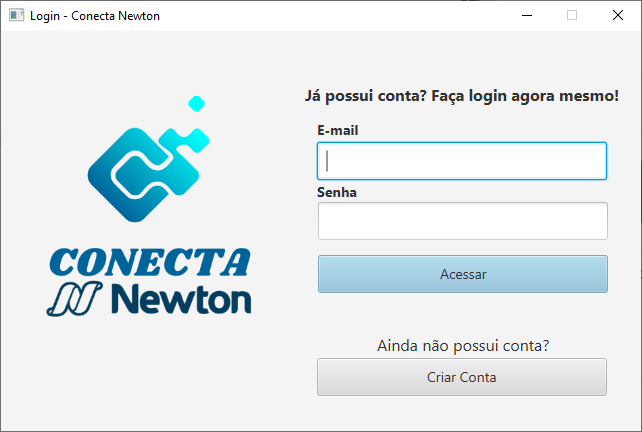 Login - Conecta Newton
CONECTA
Newton
Já possui conta? Faça login agora mesmo!
E-mail
Senha
Acessar
Ainda não possui conta?
Criar Conta